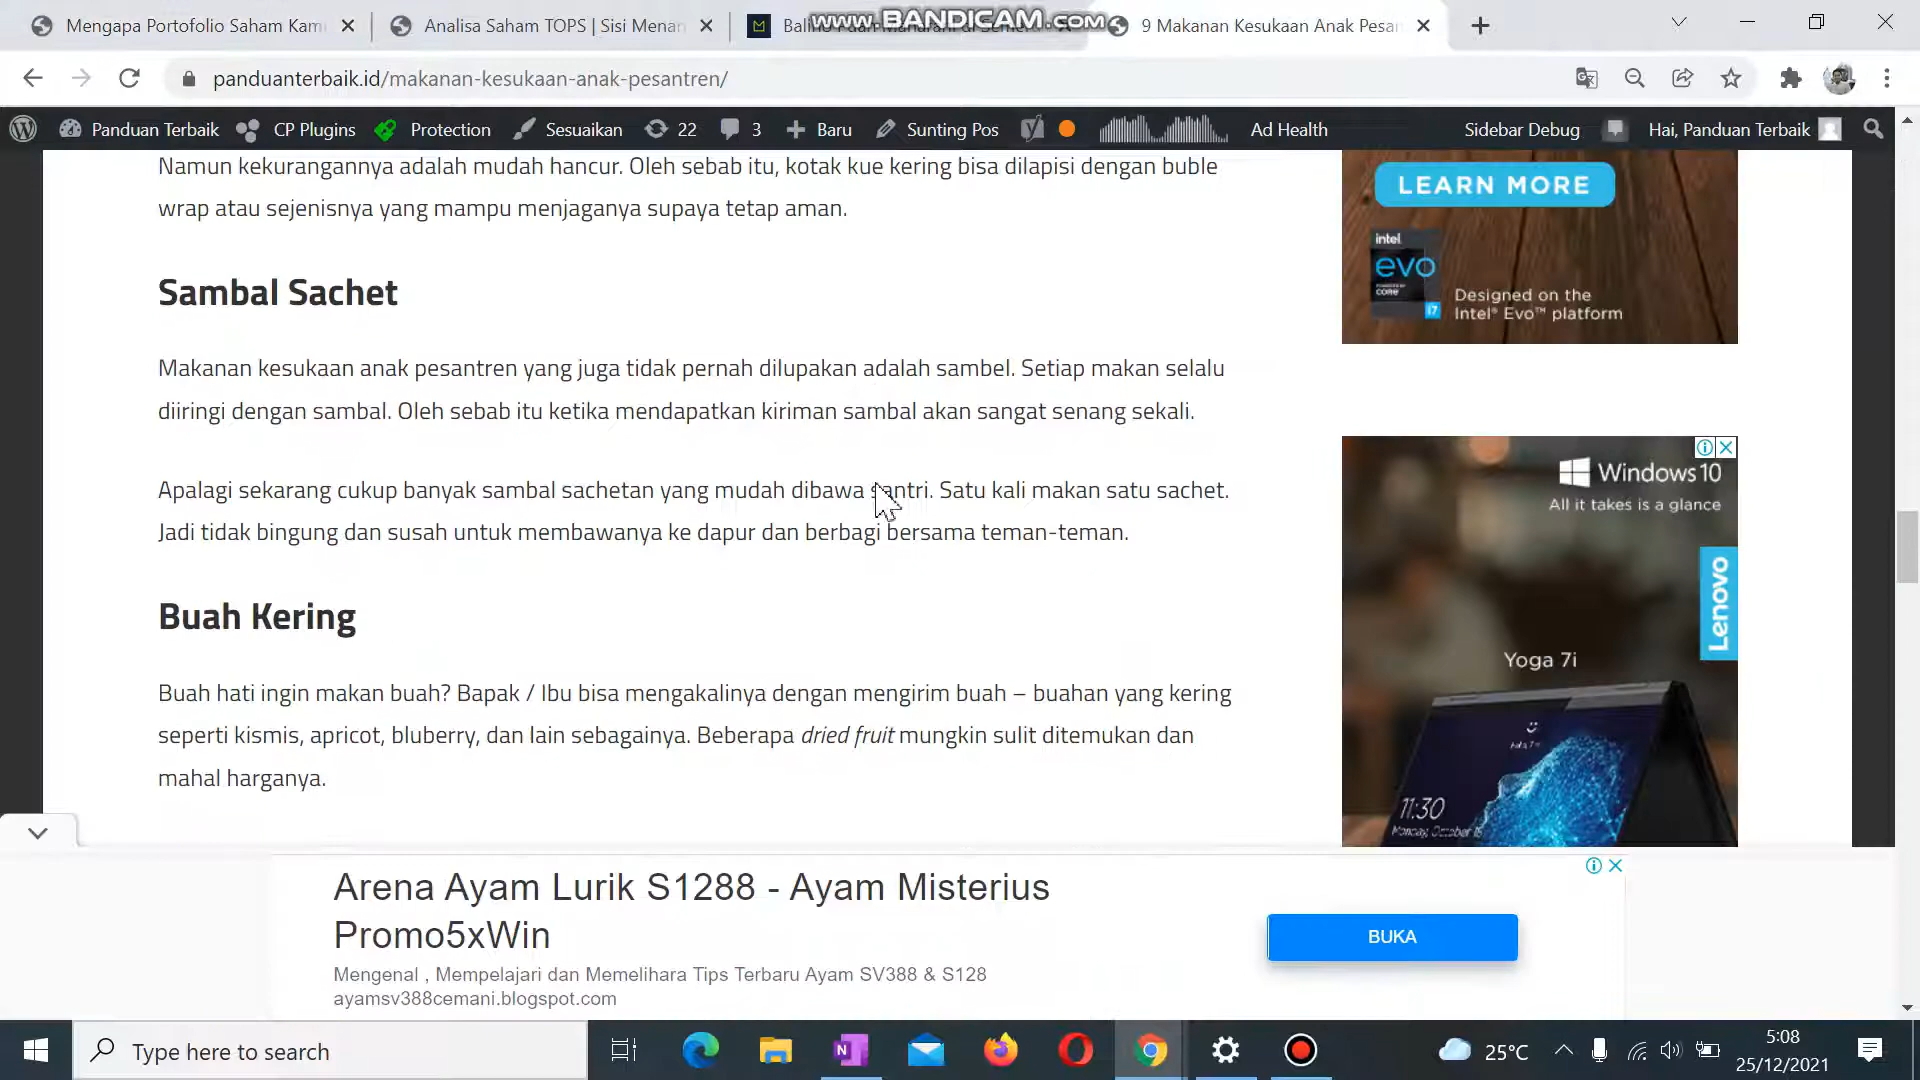 Mengapa Portofolio Saham Kam
Analisa Saham TOPS | Sisi Menan
www.BANDICAM.com
9 Makanan Kesukaan Anak Pesan
panduanterbaik.id/makanan-kesukaan-anak-pesantren/
Panduan Terbaik
CP Plugins
Protection
Sesuaikan
22
3
Baru
Sunting Pos
Ad Health
Sidebar Debug
Hai, Panduan Terbaik
Namun kekurangannya adalah mudah hancur. Oleh sebab itu, kotak kue kering bisa dilapisi dengan buble
wrap atau sejenisnya yang mampu menjaganya supaya tetap aman.
Sambal Sachet
Makanan kesukaan anak pesantren yang juga tidak pernah dilupakan adalah sambel. Setiap makan selalu
diiringi dengan sambal. Oleh sebab itu ketika mendapatkan kiriman sambal akan sangat senang sekali.
Apalagi sekarang cukup banyak sambal sachetan yang mudah dibawa santri. Satu kali makan satu sachet.
Jadi tidak bingung dan susah untuk membawanya ke dapur dan berbagi bersama teman-teman.
Buah Kering
Buah hati ingin makan buah? Bapak / Ibu bisa mengakalinya dengan mengirim buah – buahan yang kering
seperti kismis, apricot, bluberry, dan lain sebagainya. Beberapa dried fruit mungkin sulit ditemukan dan
mahal harganya.
LEARN MORE
intel
evo
POWERED BY
CORE
i7
Designed on the
Intel® Evo™ platform
Windows 10
All it takes is a glance
Lenovo
Yoga 7i
11:30
Monday, October 15
Arena Ayam Lurik S1288 - Ayam Misterius
Promo5xWin
Mengenal , Mempelajari dan Memelihara Tips Terbaru Ayam SV388 & S128
ayamsv388cemani.blogspot.com
BUKA
Type here to search
25°C
5:08
25/12/2021